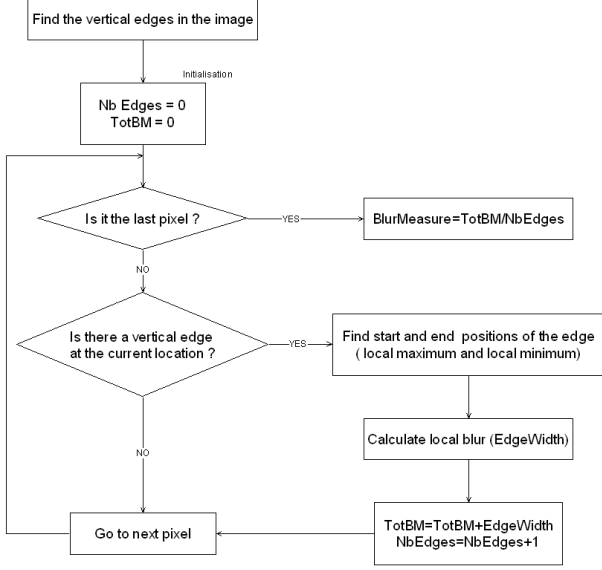 Find the vertical edges in the image
Initialisation
Nb Edges = 0
TotBM = 0
Is it the last pixel ?
YES
BlurMeasure=TotBM/NbEdges
NO
Is there a vertical edge
at the current location ?
YES
Find start and end positions of the edge
( local maximum and local minimum)
Calculate local blur (EdgeWidth)
NO
TotBM=TotBM+EdgeWidth
NbEdges=NbEdges+1
Go to next pixel